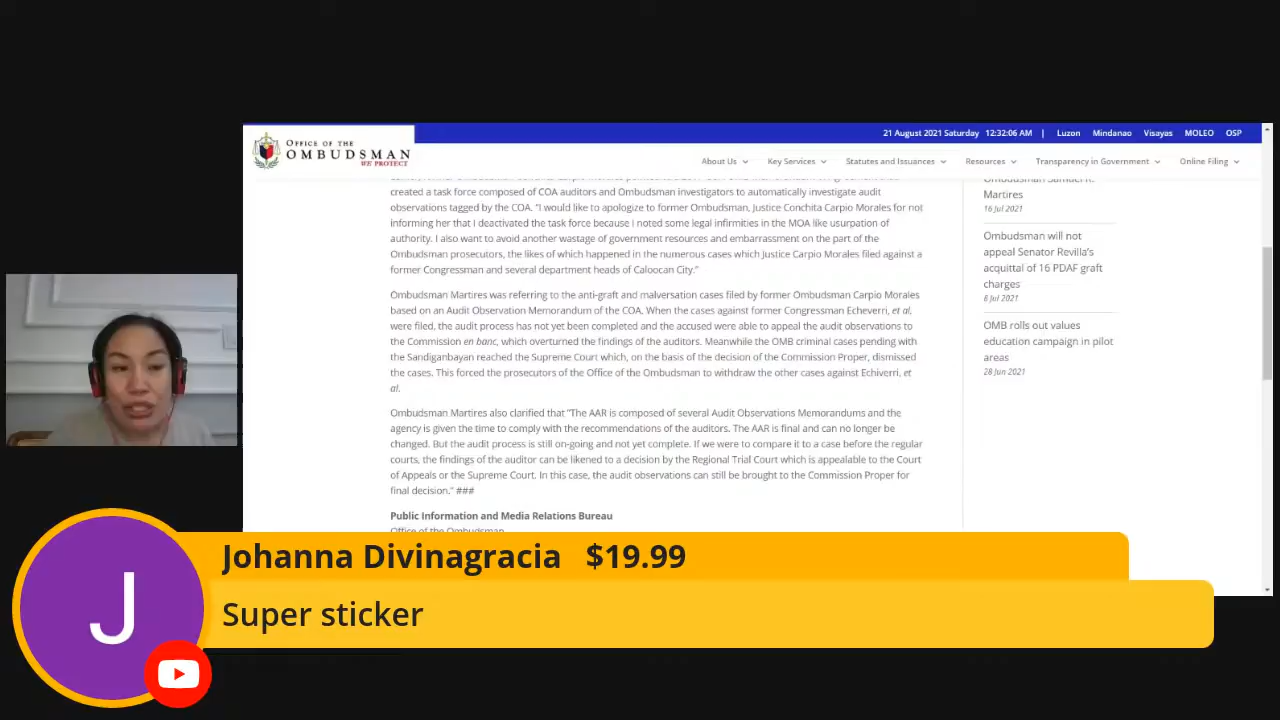 21 August 2021 Saturday 12:32:06 AM | Luzon Mindanao Visayas MOLEO OSP
OFFICE OF THE
OMBUDSMAN
WE PROTECT
About Us Key Services Statutes and Issuances Resources Transparency in Government Online Filing
created a task force composed of COA auditors and Ombudsman investigators to automatically investigate audit
observations tagged by the COA. “I would like to apologize to former Ombudsman, Justice Conchita Carpio Morales for not
informing her that I deactivated the task force because I noted some legal infirmities in the MOA like usurpation of
authority. I also want to avoid another wastage of government resources and embarrassment on the part of the
Ombudsman prosecutors, the likes of which happened in the numerous cases which Justice Carpio Morales filed against a
former Congressman and several department heads of Caloocan City.”
Ombudsman Martires was referring to the anti-graft and malversation cases filed by former Ombudsman Carpio Morales
based on an Audit Observation Memorandum of the COA. When the cases against former Congressman Echeverri, et al,
were filed, the audit process has not yet been completed and the accused were able to appeal the audit observations to
the Commission en banc, which overturned the findings of the auditors. Meanwhile the OMB criminal cases pending with
the Sandiganbayan reached the Supreme Court which, on the basis of the decision of the Commission Proper, dismissed
the cases. This forced the prosecutors of the Office of the Ombudsman to withdraw the other cases against Echiverri, et
al.
Ombudsman Martires also clarified that “The AAR is composed of several Audit Observations Memorandums and the
agency is given the time to comply with the recommendations of the auditors. The AAR is final and can no longer be
changed. But the audit process is still on-going and not yet complete. If we were to compare it to a case before the regular
courts, the findings of the auditor can be likened to a decision by the Regional Trial Court which is appealable to the Court
of Appeals or the Supreme Court. In this case, the audit observations can still be brought to the Commission Proper for
final decision.” ###
Public Information and Media Relations Bureau
Office of the Ombudsman
Ombudsman Samuel R.
Martires
16 Jul 2021
Ombudsman will not
appeal Senator Revilla’s
acquittal of 16 PDAF graft
charges
8 Jul 2021
OMB rolls out values
education campaign in pilot
areas
28 Jun 2021
J
Johanna Divinagracia $19.99
Super sticker